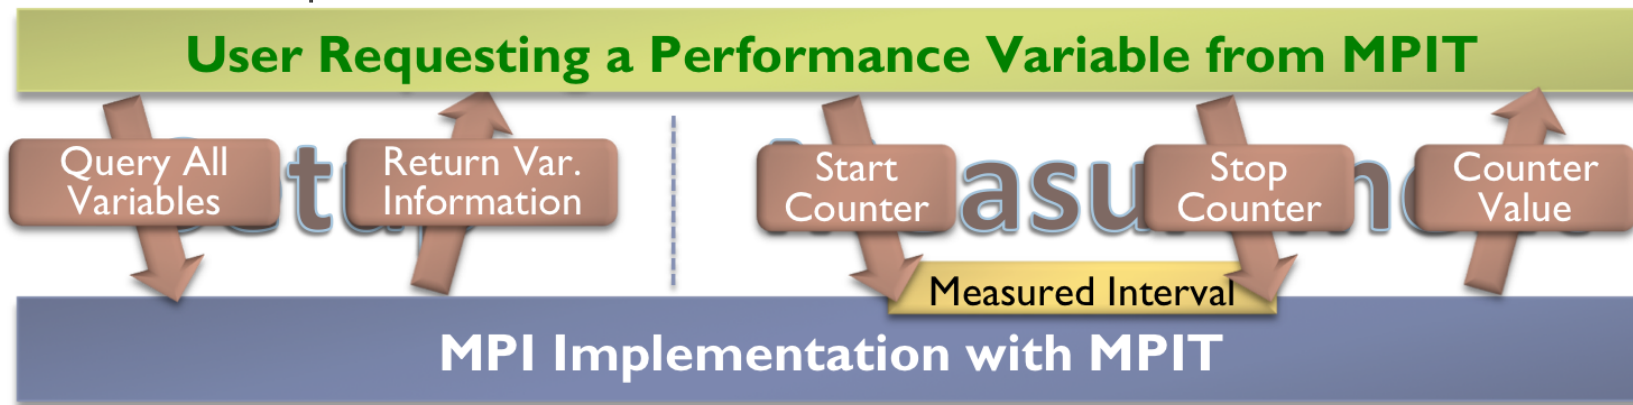 User Requesting a Performance Variable from MPIT
Query All
Variables
Return Var.
Information
Start
Counter
Stop
Counter
Counter
Value
Measured Interval
MPI Implementation with MPIT